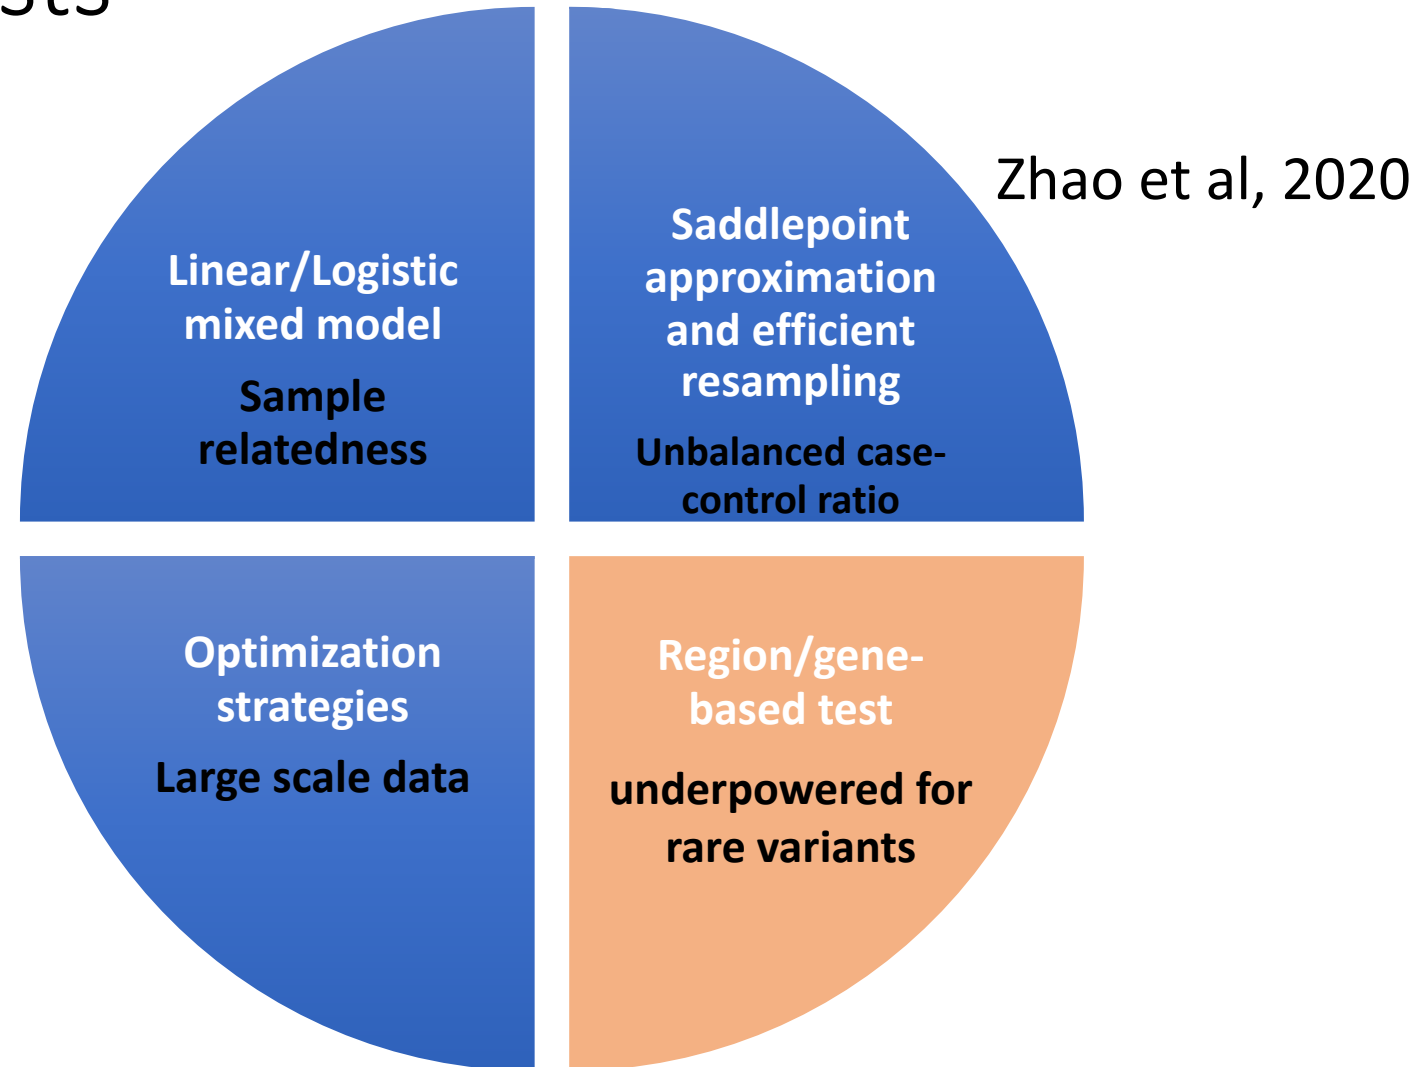 sts
Zhao et al, 2020
Linear/Logistic
mixed model
Sample
relatedness
Saddlepoint
approximation
and efficient
resampling
Unbalanced case-
control ratio
Optimization
strategies
Large scale data
Region/gene-
based test
underpowered for
rare variants